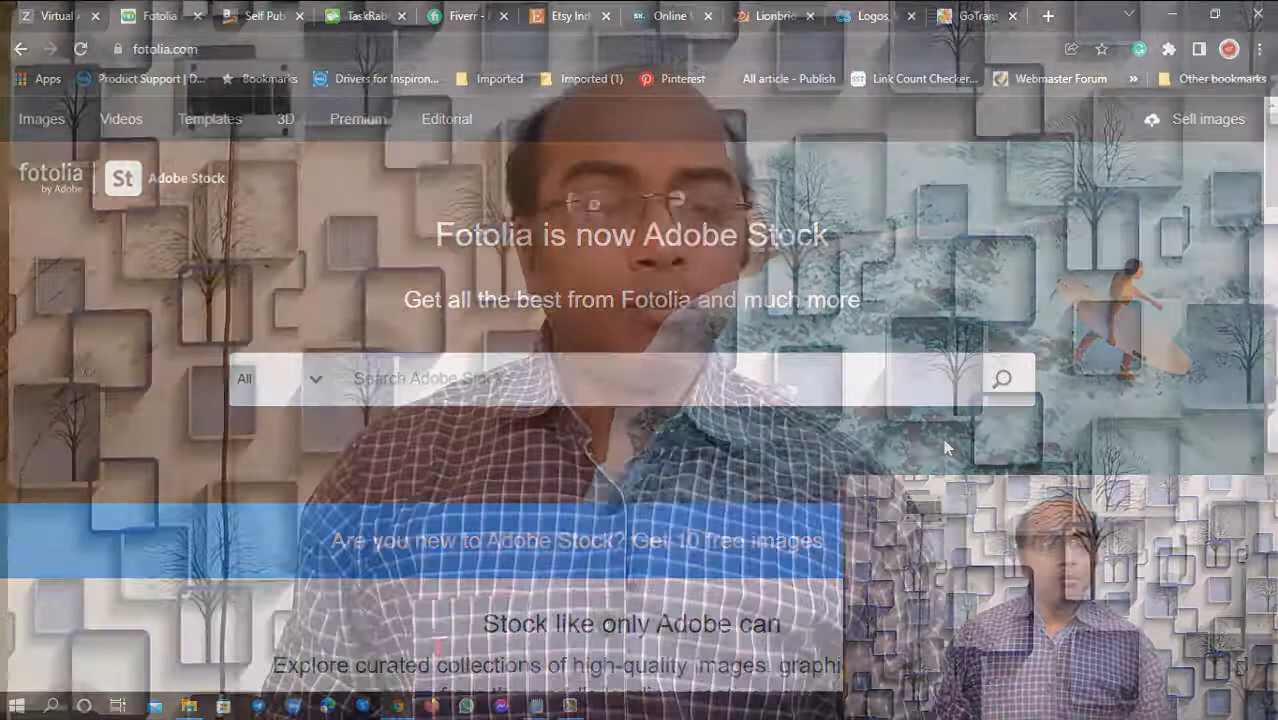 Virtual A
Fotolia
Self Pub
TaskRab
Fiverr -
Etsy Ind
Online
Lionbrid
Logos,
GoTrans
fotolia.com
Apps
Product Support | D...
Bookmarks
Drivers for Inspiron...
Imported
Imported (1)
Pinterest
All article - Publish
Link Count Checker...
Webmaster Forum
»
Other bookmarks
Images
Videos
Templates
3D
Premium
Editorial
Sell images
fotolia
by Adobe
St
Adobe Stock
Fotolia is now Adobe Stock
Get all the best from Fotolia and much more
All
Search Adobe Stock
Are you new to Adobe Stock? Get 10 free images
Stock like only Adobe can
Explore curated collections of high-quality images, graphi